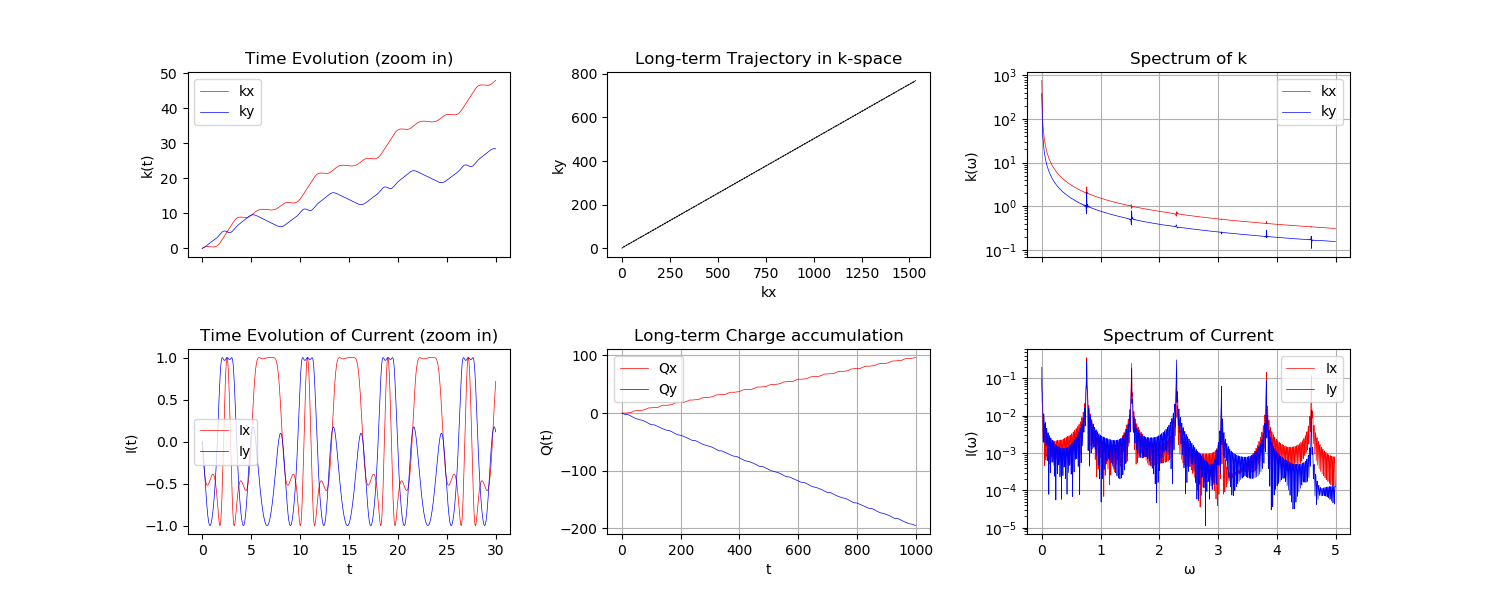 Time Evolution (zoom in)
k(t)
50
40
30
20
10
0
kx
ky
Long-term Trajectory in k-space
ky
800
600
400
200
0
0 250 500 750 1000 1250 1500
kx
Spectrum of k
k(ω)
10³
10²
10¹
10⁰
10⁻¹
kx
ky
Time Evolution of Current (zoom in)
I(t)
1.0
0.5
0.0
−0.5
−1.0
Ix
Iy
0 5 10 15 20 25 30
t
Long-term Charge accumulation
Q(t)
100
0
−100
−200
Qx
Qy
0 200 400 600 800 1000
t
Spectrum of Current
I(ω)
10⁻¹
10⁻²
10⁻³
10⁻⁴
10⁻⁵
Ix
Iy
0 1 2 3 4 5
ω